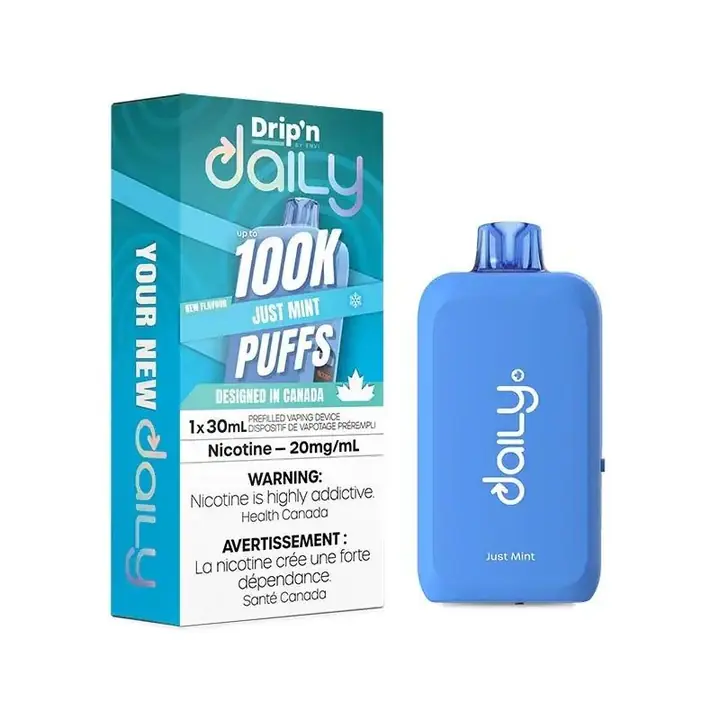 Drip'n
BY ENVI
daily
up to
100K
NEW FLAVOUR
JUST MINT
PUFFS
DESIGNED IN CANADA
1 x 30mL PREFILLED VAPING DEVICE
DISPOSITIF DE VAPOTAGE PRÉREMPLI
Nicotine – 20mg/mL
WARNING:
Nicotine is highly addictive.
Health Canada
AVERTISSEMENT :
La nicotine crée une forte
dépendance.
Santé Canada
YOUR NEW daily
daily
Just Mint